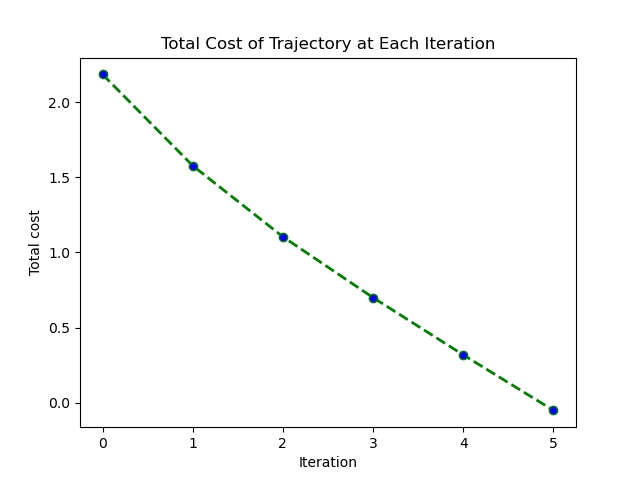 Total Cost of Trajectory at Each Iteration
Total cost
2.0
1.5
1.0
0.5
0.0
0 1 2 3 4 5
Iteration